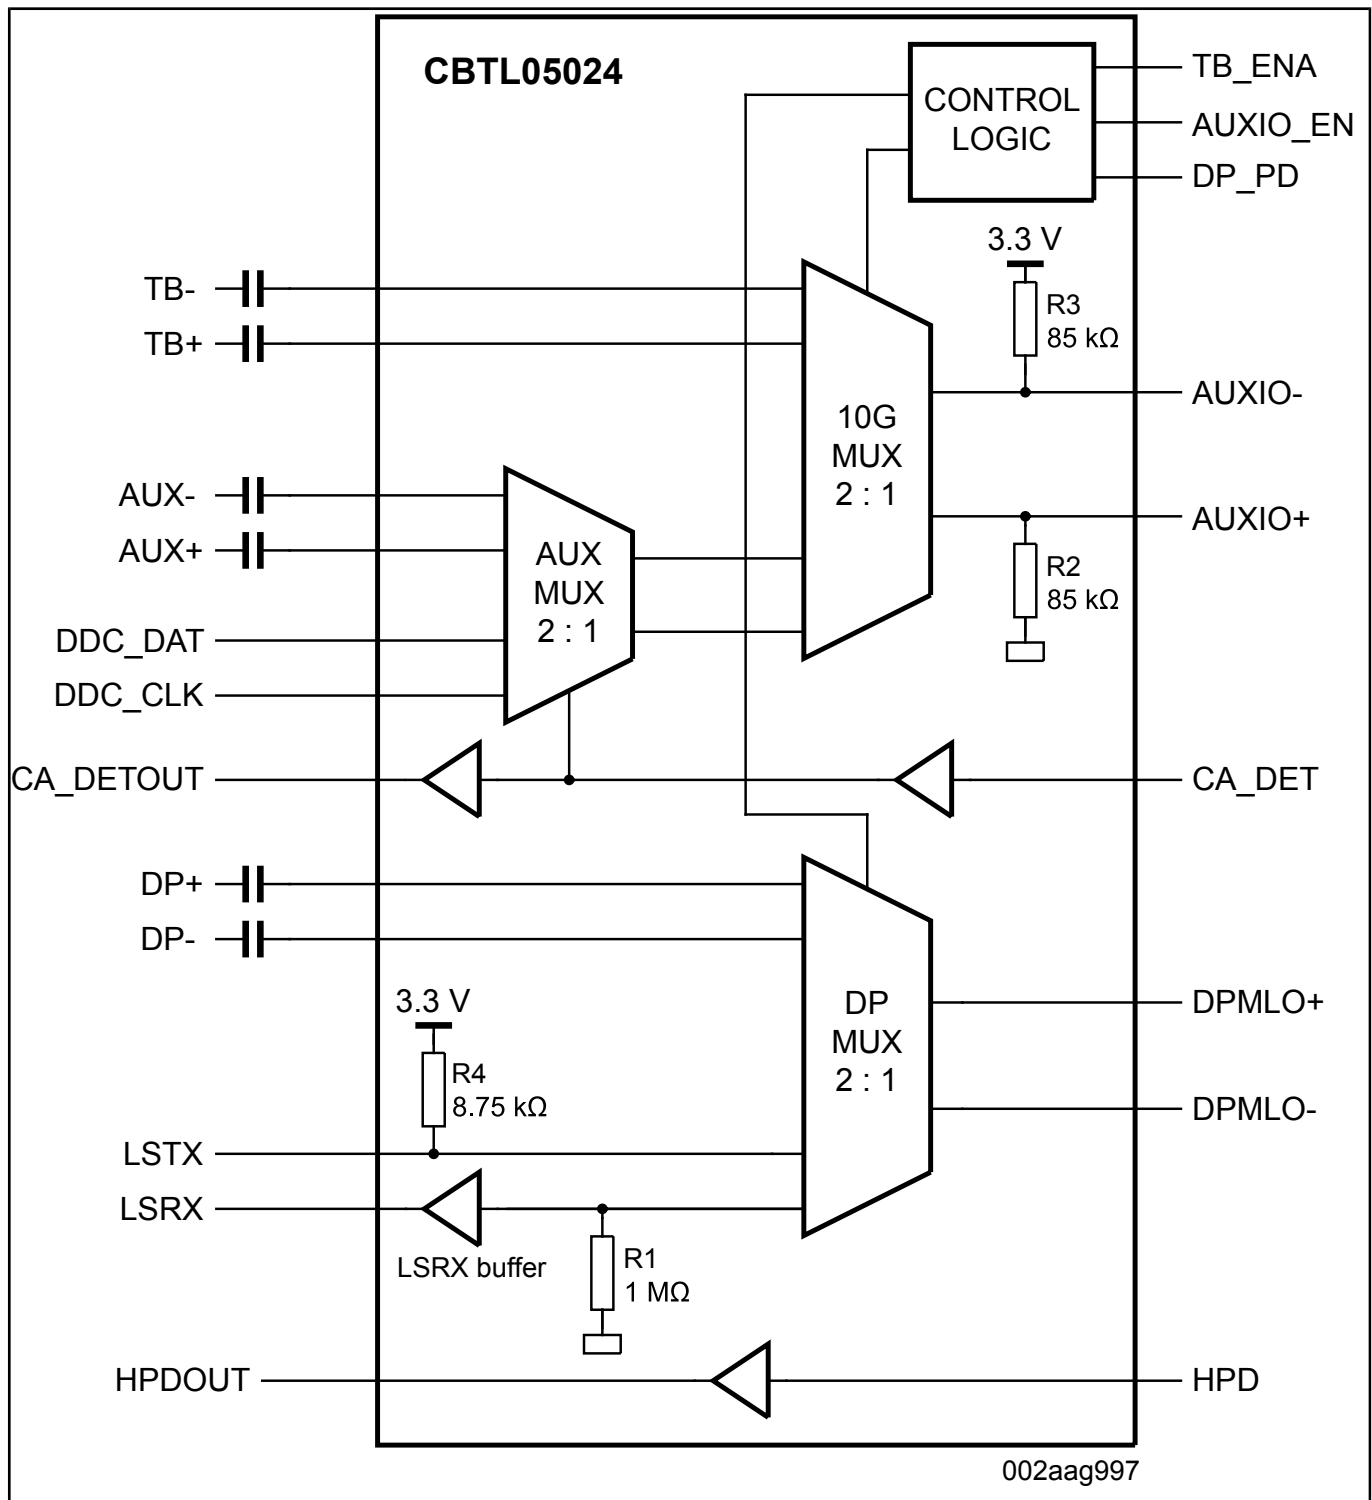 CBTL05024
CONTROL
LOGIC
TB_ENA
AUXIO_EN
DP_PD
3.3 V
R3
85 kΩ
TB-
TB+
10G
MUX
2 : 1
AUXIO-
AUX-
AUX+
AUX
MUX
2 : 1
AUXIO+
R2
85 kΩ
DDC_DAT
DDC_CLK
CA_DETOUT
CA_DET
DP+
DP-
3.3 V
R4
8.75 kΩ
DP
MUX
2 : 1
DPMLO+
DPMLO-
LSTX
LSRX
LSRX buffer
R1
1 MΩ
HPDOUT
HPD
002aag997